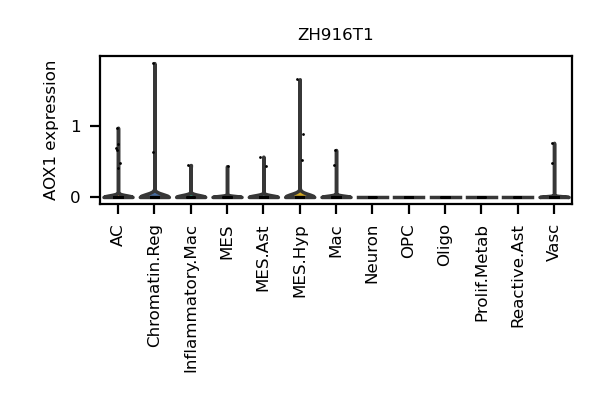 ZH916T1
AOX1 expression
1
0
AC
Chromatin.Reg
Inflammatory.Mac
MES
MES.Ast
MES.Hyp
Mac
Neuron
OPC
Oligo
Prolif.Metab
Reactive.Ast
Vasc